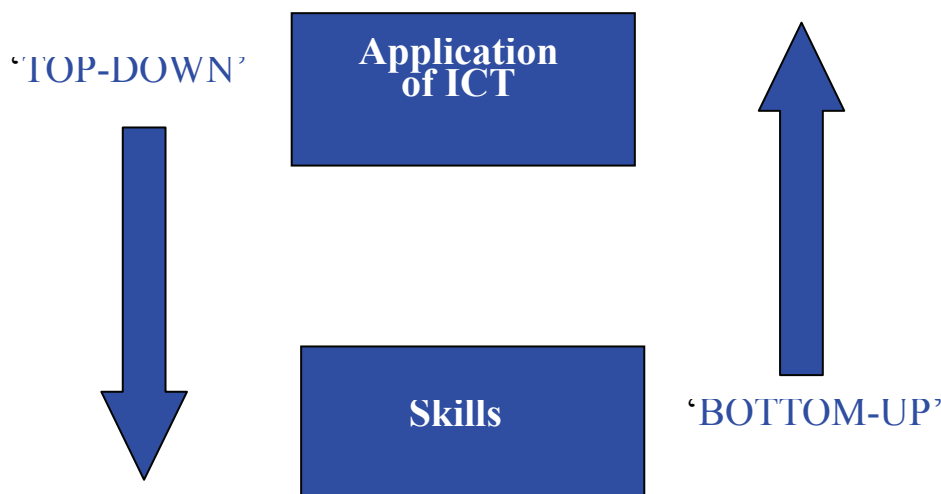 ‘TOP-DOWN’
Application
of ICT
Skills
‘BOTTOM-UP’